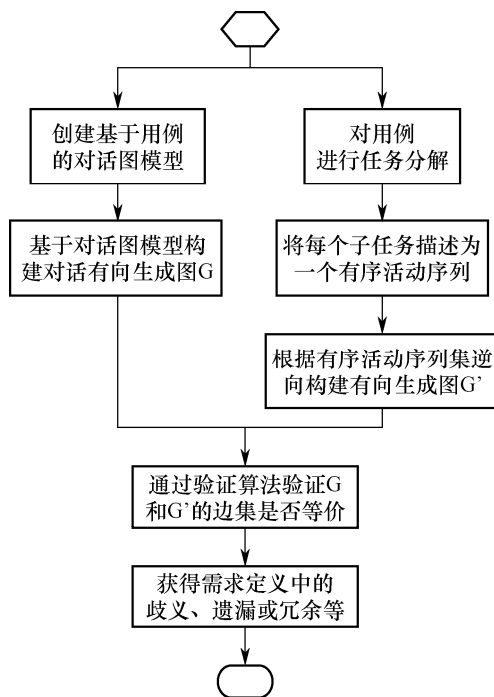 创建基于用例
的对话图模型
对用例
进行任务分解
基于对话图模型构
建对话有向生成图G
将每个子任务描述为
一个有序活动序列
根据有序活动序列集逆
向构建有向生成图G’
通过验证算法验证G
和G’的边集是否等价
获得需求定义中的
歧义、遗漏或冗余等